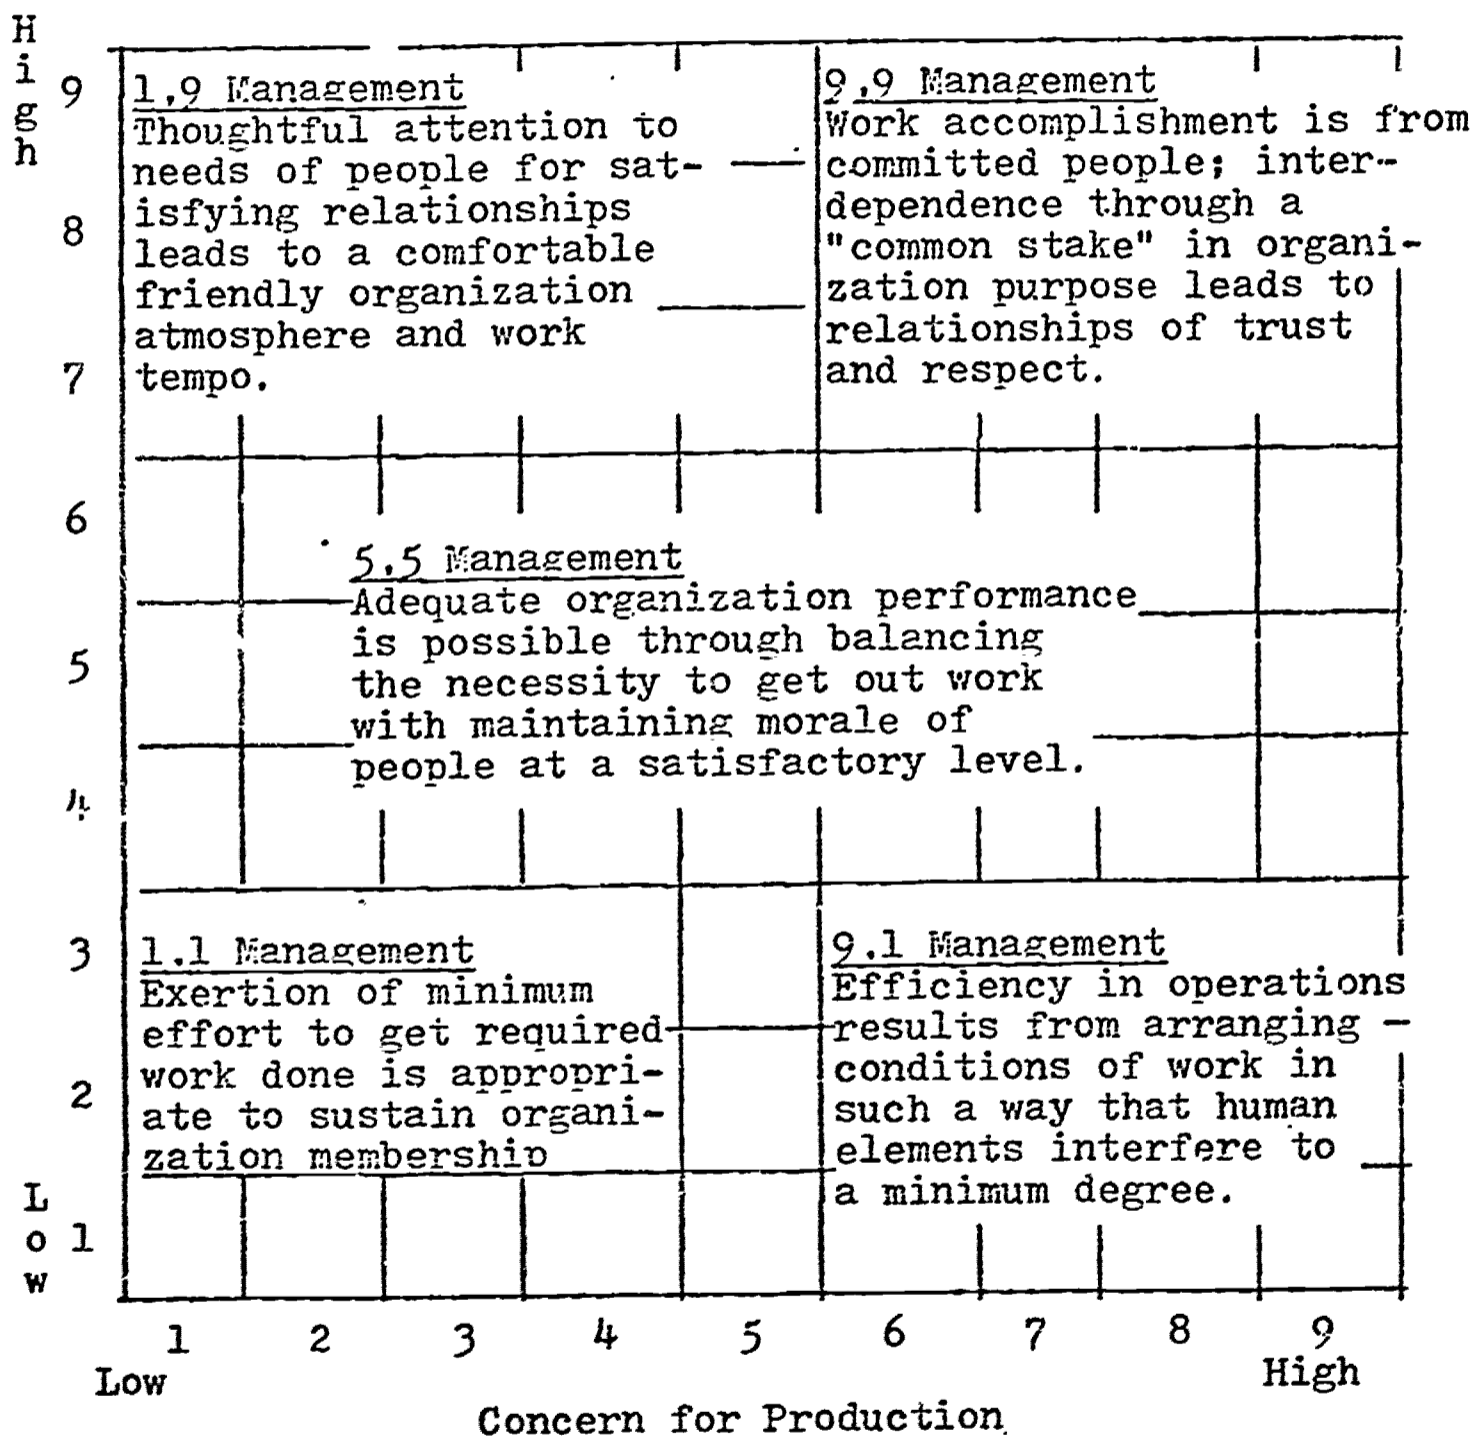 High
9
8
7
6
5
4
3
2
1
Low
1.9 Management
Thoughtful attention to
needs of people for sat-
isfying relationships
leads to a comfortable
friendly organization
atmosphere and work
tempo.
9.9 Management
Work accomplishment is from
committed people; inter-
dependence through a
"common stake" in organi-
zation purpose leads to
relationships of trust
and respect.
5.5 Management
Adequate organization performance
is possible through balancing
the necessity to get out work
with maintaining morale of
people at a satisfactory level.
1.1 Management
Exertion of minimum
effort to get required
work done is appropri-
ate to sustain organi-
zation membership
9.1 Management
Efficiency in operations
results from arranging
conditions of work in
such a way that human
elements interfere to
a minimum degree.
1 2 3 4 5 6 7 8 9
Low High
Concern for Production